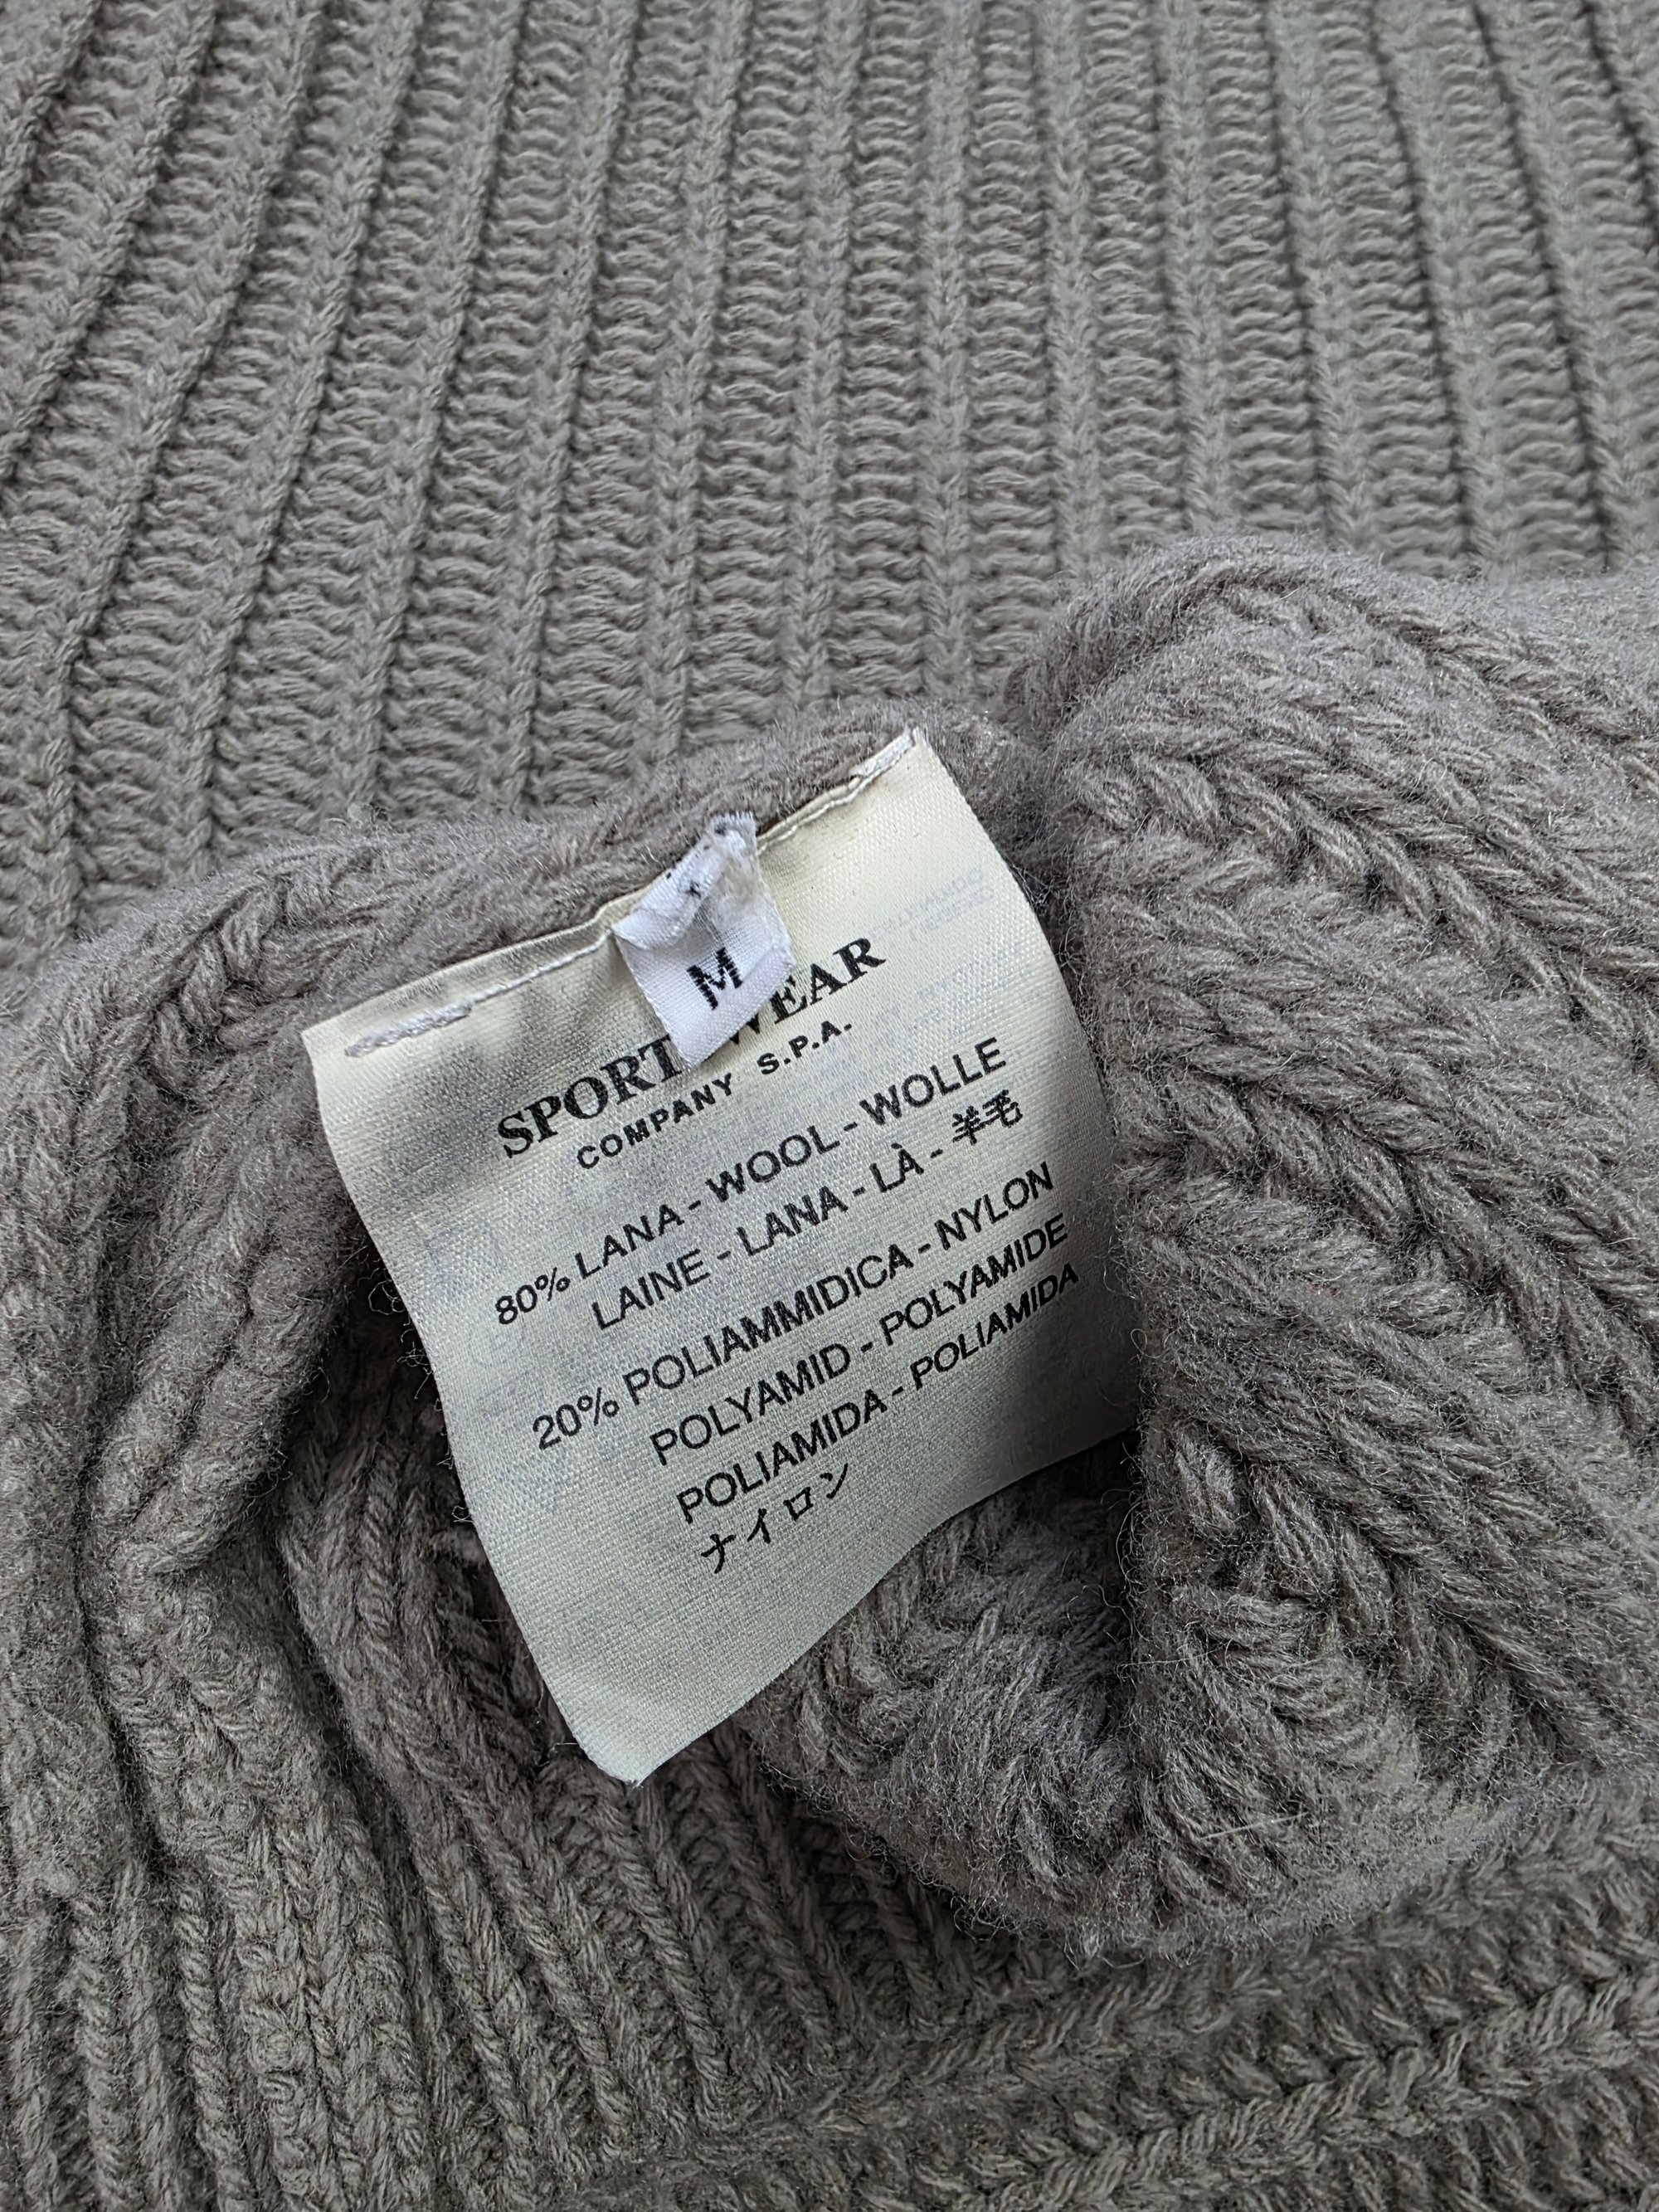 M
SPORTSWEAR
COMPANY S.P.A.
80% LANA - WOOL - WOLLE
LAINE - LANA - LÀ - 羊毛
20% POLIAMMIDICA - NYLON
POLYAMID - POLYAMIDE
POLIAMIDA - POLIAMIDA
ナイロン